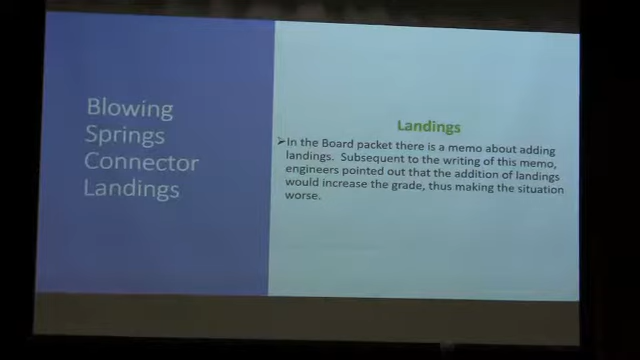 Blowing
Springs
Connector
Landings
Landings
➢In the Board packet there is a memo about adding
landings. Subsequent to the writing of this memo,
engineers pointed out that the addition of landings
would increase the grade, thus making the situation
worse.